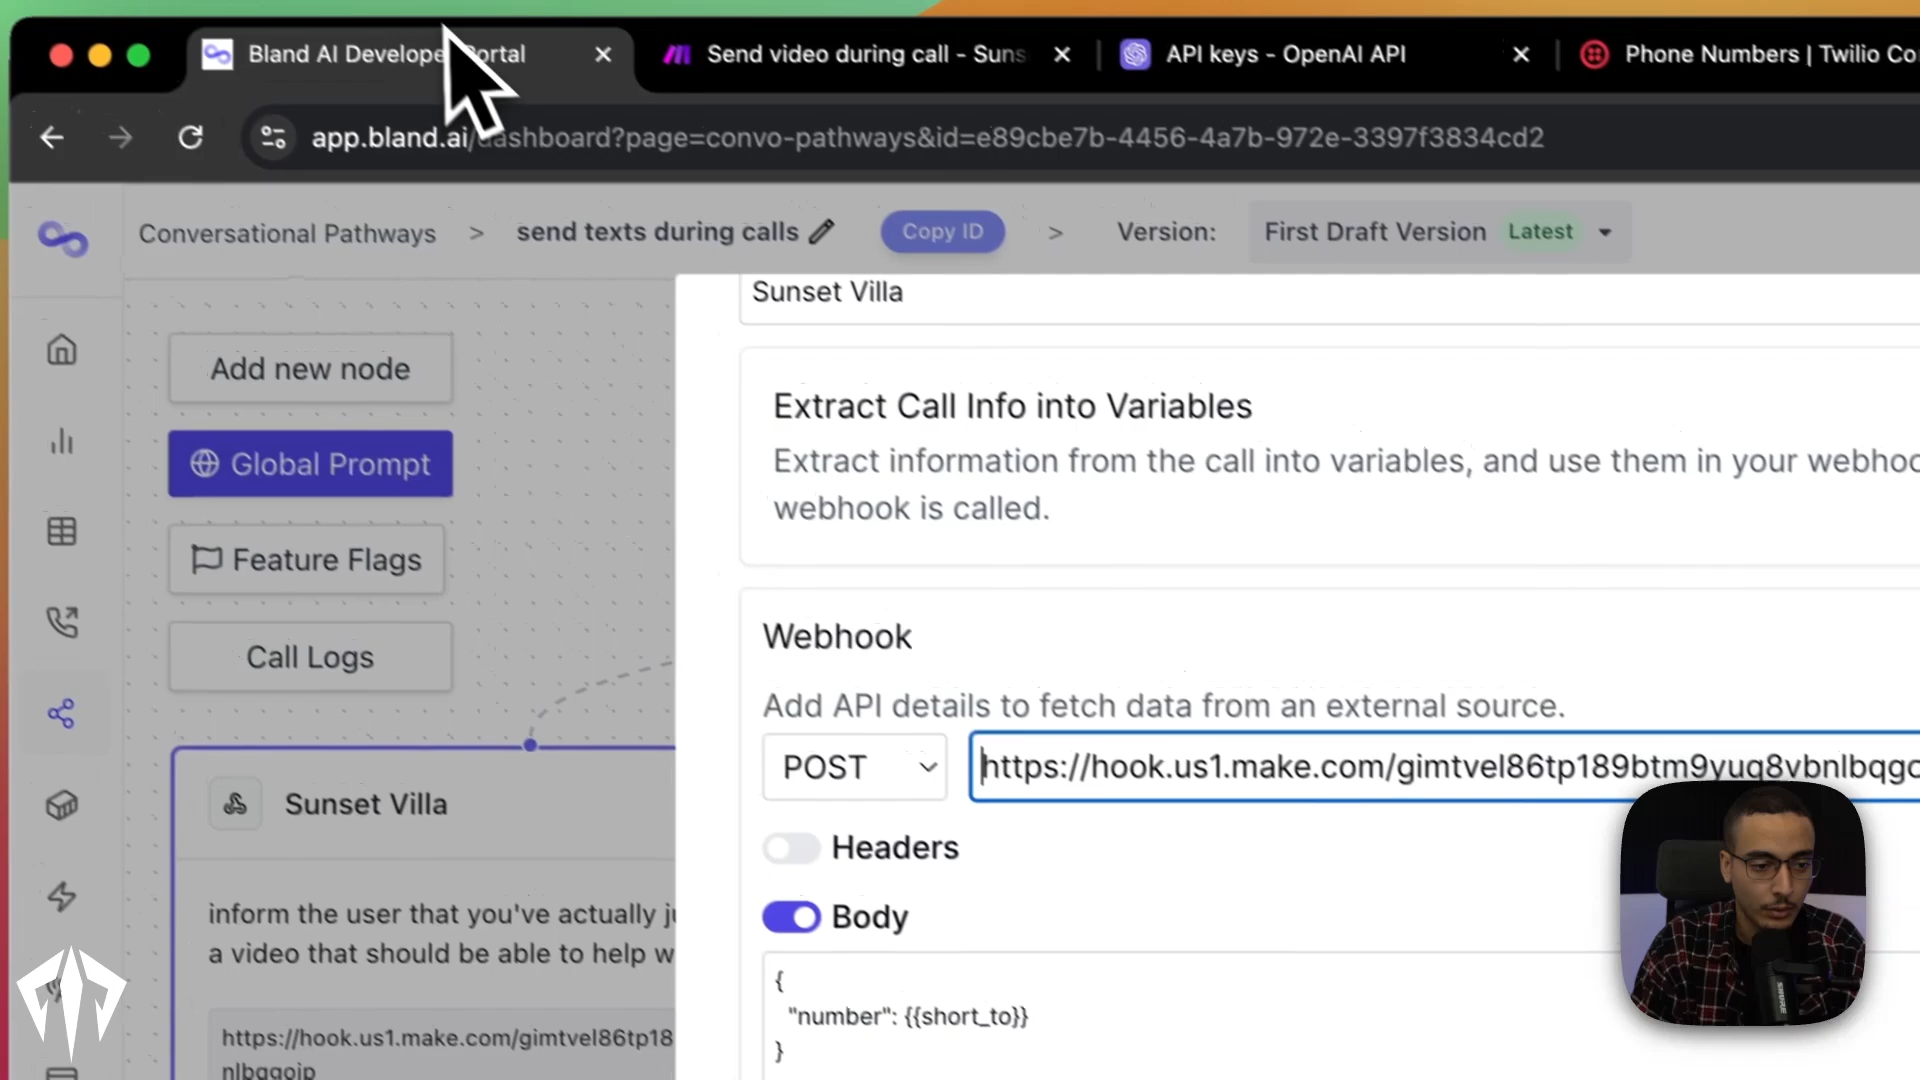 Bland AI Develope Portal
Send video during call - Suns
API keys - OpenAI API
Phone Numbers | Twilio Co
app.bland.ai/dashboard?page=convo-pathways&id=e89cbe7b-4456-4a7b-972e-3397f3834cd2
Conversational Pathways > send texts during calls Copy ID > Version: First Draft Version Latest
Sunset Villa
Add new node
Global Prompt
Feature Flags
Call Logs
Extract Call Info into Variables
Extract information from the call into variables, and use them in your webhoo
webhook is called.
Webhook
Add API details to fetch data from an external source.
POST
https://hook.us1.make.com/gimtvel86tp189btm9yuq8vbnlbqgo
Headers
Body
{
"number": {{short_to}}
}
Sunset Villa
inform the user that you've actually ju
a video that should be able to help w
https://hook.us1.make.com/gimtvel86tp18
nlbqgojp